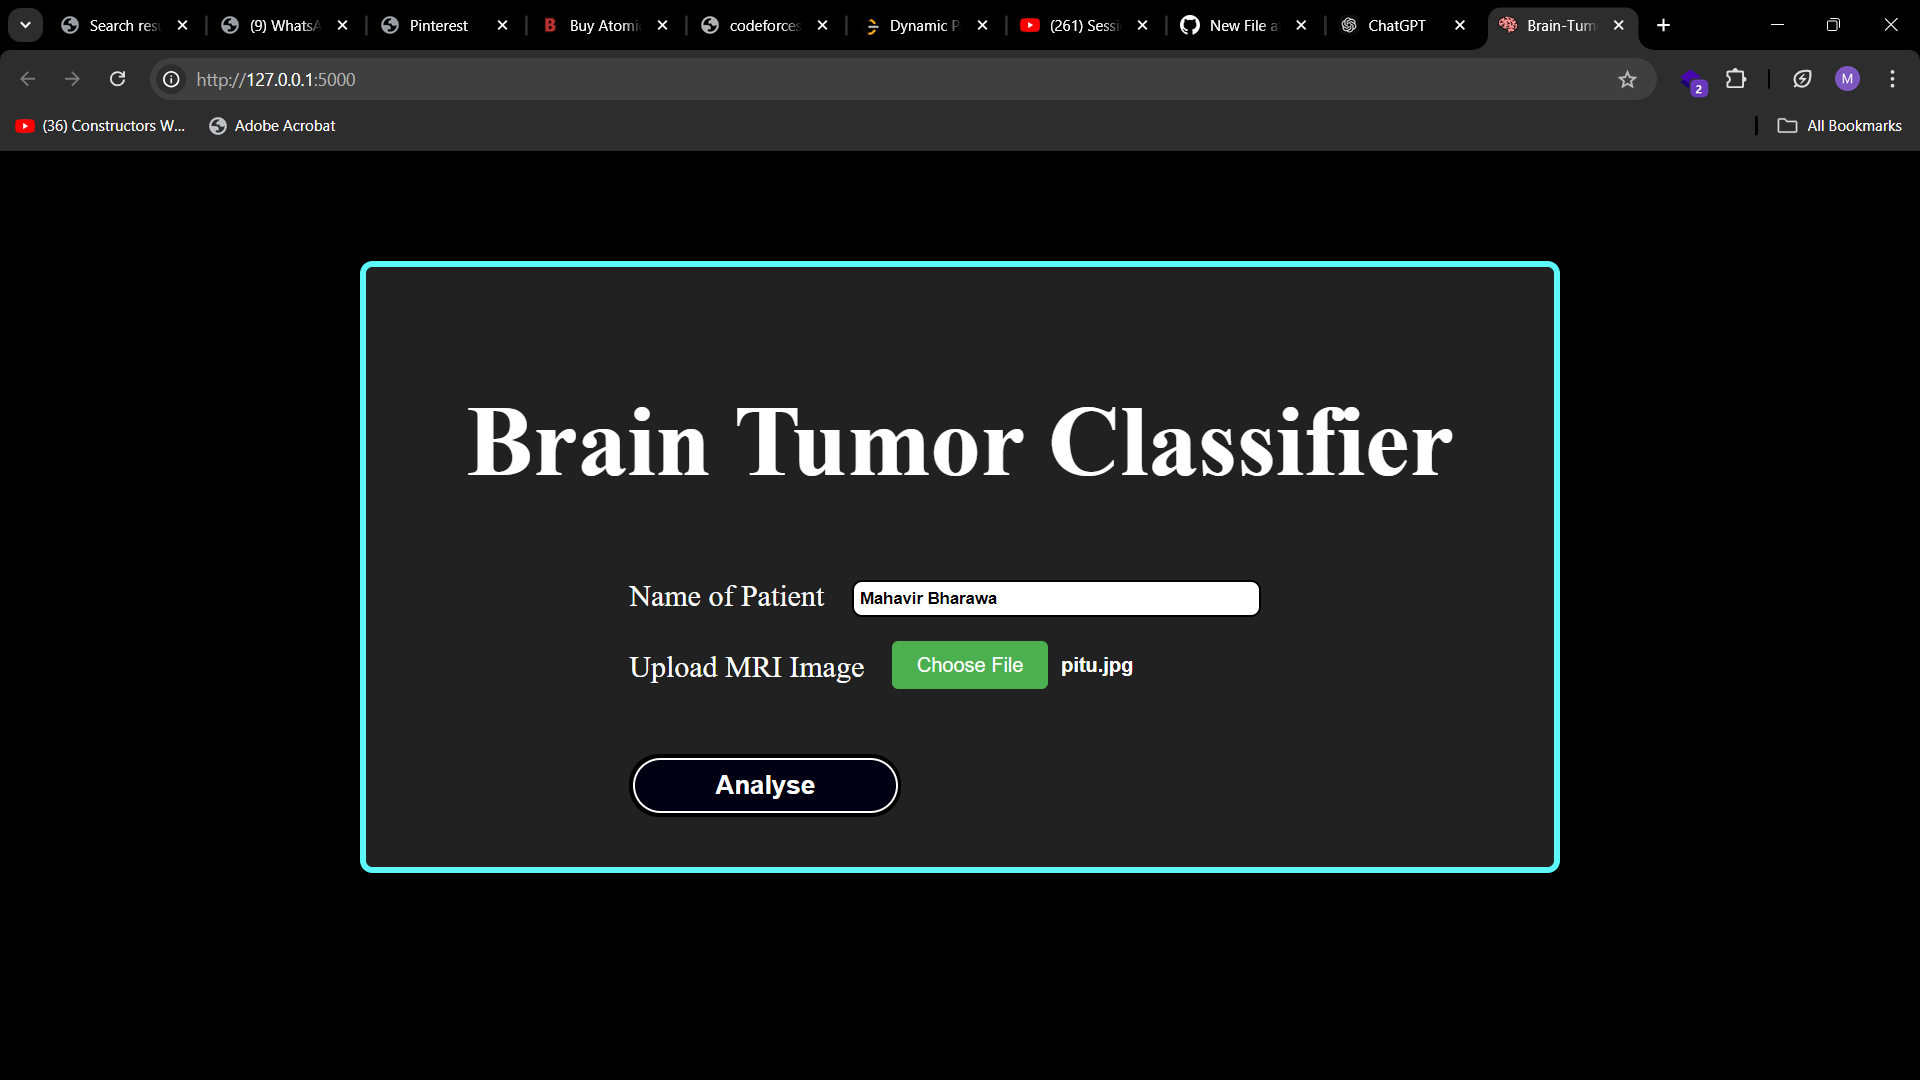 Search resu
(9) WhatsA
Pinterest
Buy Atomi
codeforces
Dynamic P
(261) Sessi
New File a
ChatGPT
Brain-Tum
http://127.0.0.1:5000
2
M
(36) Constructors W...
Adobe Acrobat
All Bookmarks
Brain Tumor Classifier
Name of Patient
Mahavir Bharawa
Upload MRI Image
Choose File
pitu.jpg
Analyse